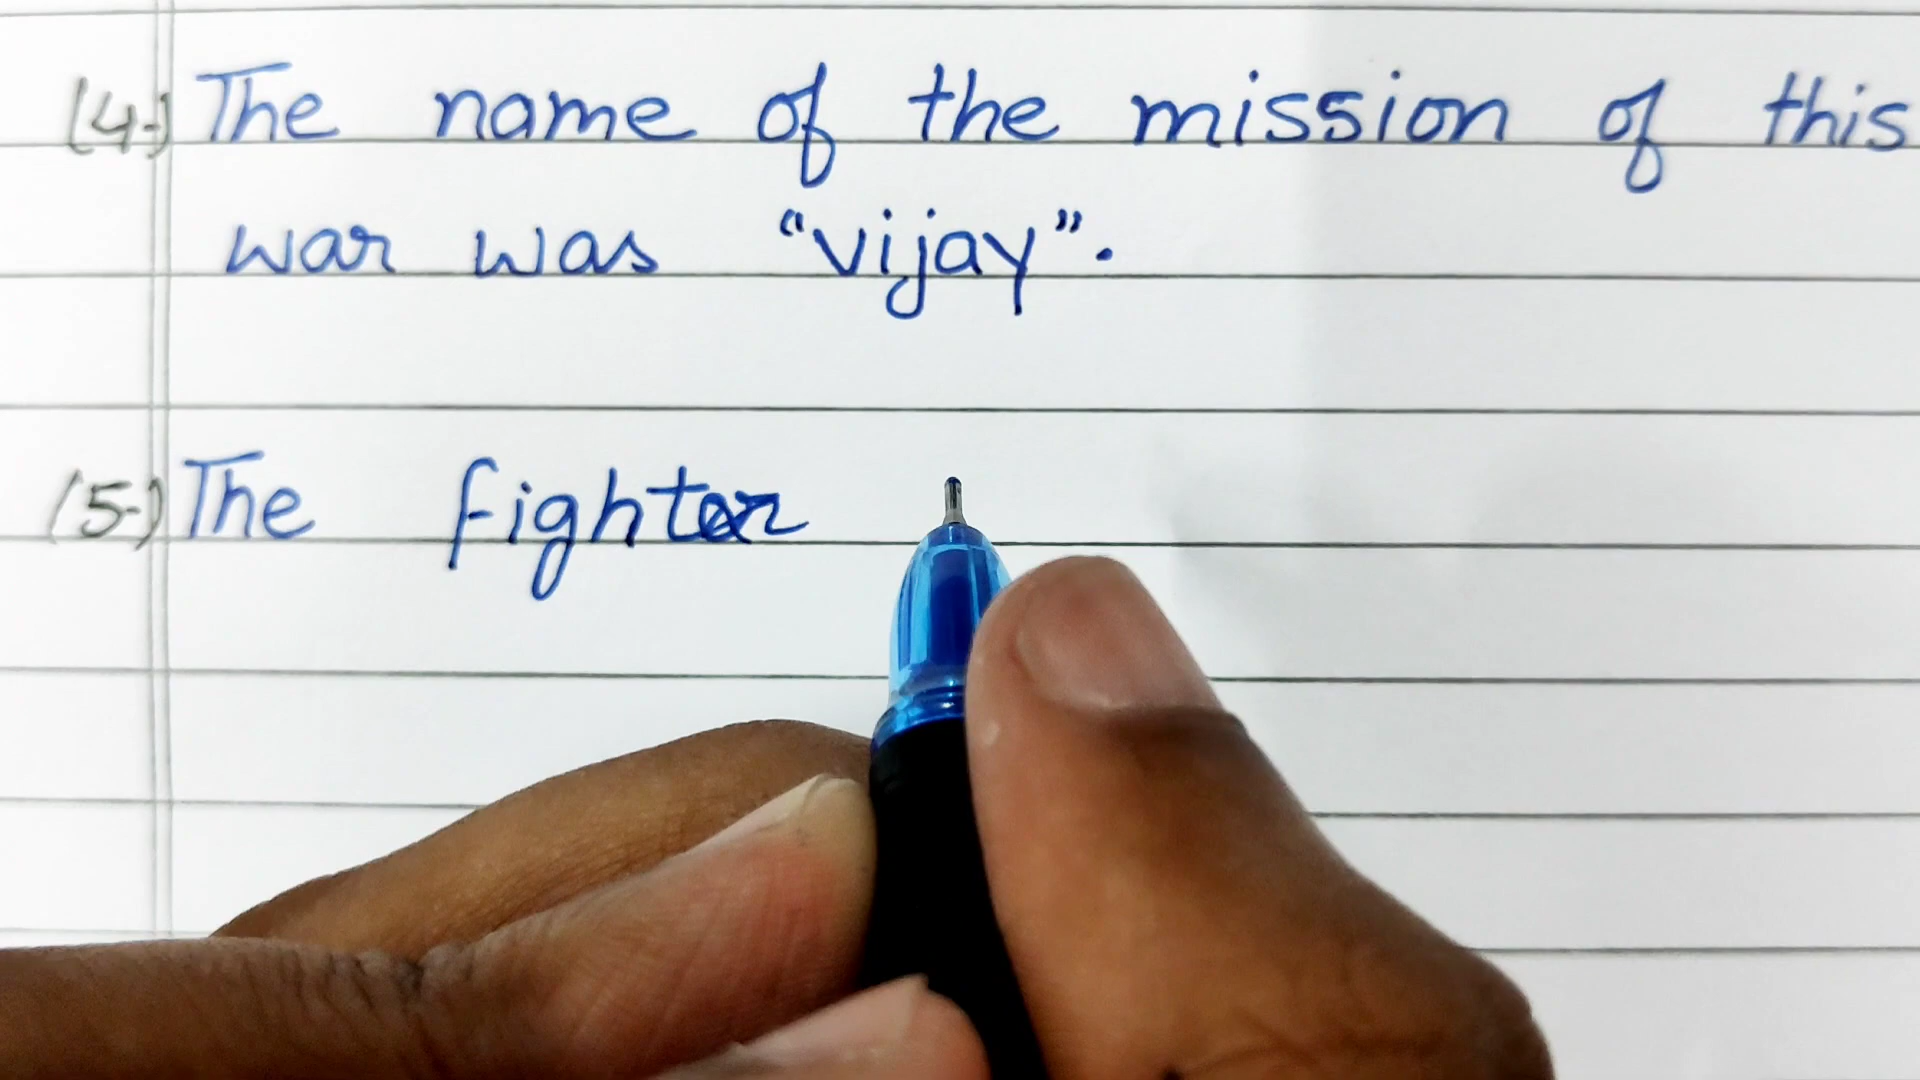 (4.) The name of the mission of this
war was "vijay".
(5.) The fighter